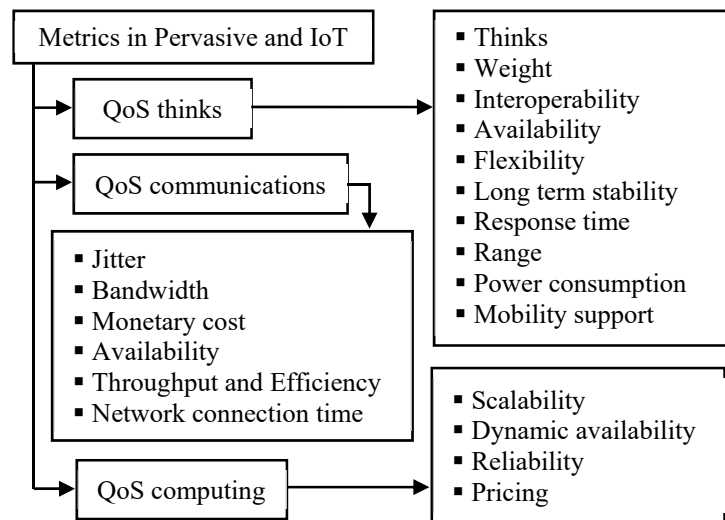 Metrics in Pervasive and IoT
QoS thinks
▪ Thinks
▪ Weight
▪ Interoperability
▪ Availability
▪ Flexibility
▪ Long term stability
▪ Response time
▪ Range
▪ Power consumption
▪ Mobility support
QoS communications
▪ Jitter
▪ Bandwidth
▪ Monetary cost
▪ Availability
▪ Throughput and Efficiency
▪ Network connection time
QoS computing
▪ Scalability
▪ Dynamic availability
▪ Reliability
▪ Pricing